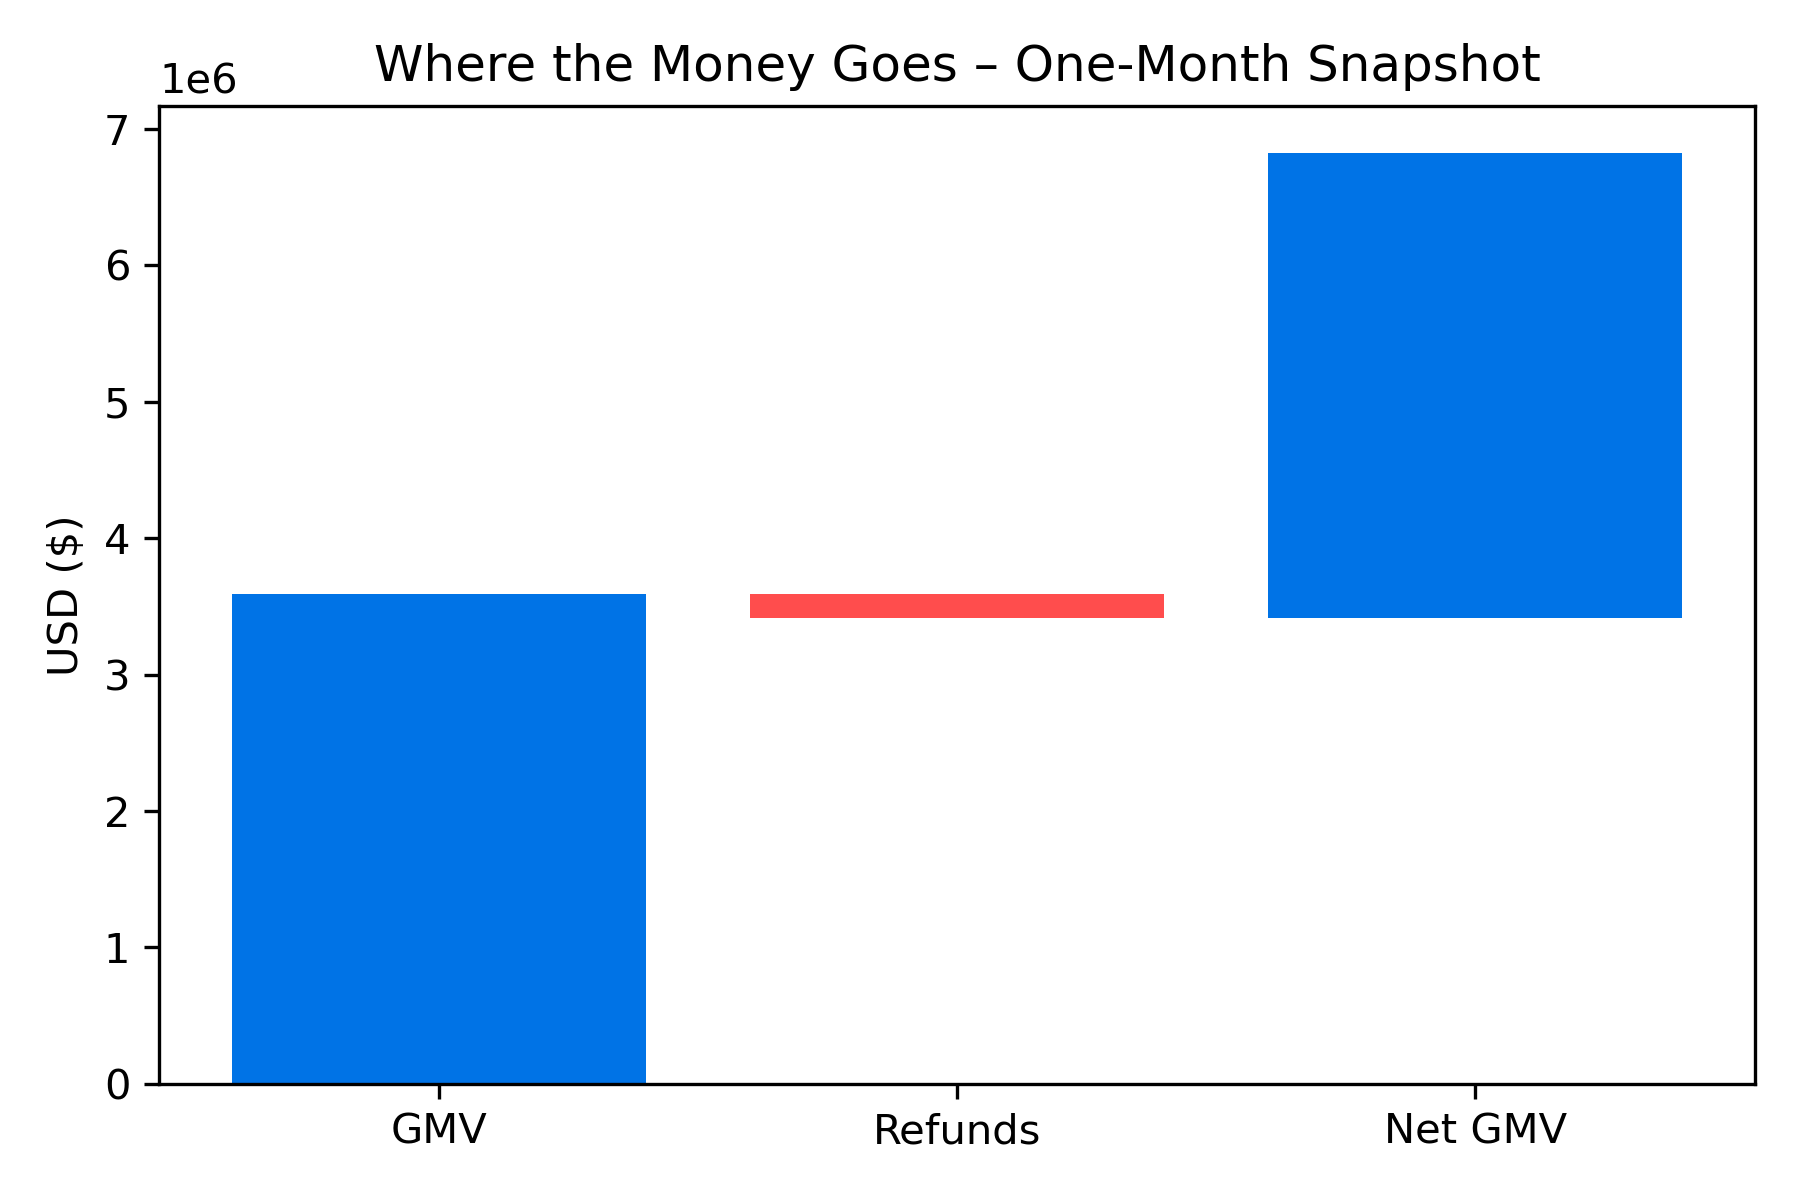 Where the Money Goes – One-Month Snapshot
1e6
7
6
5
4
3
2
1
0
USD ($)
GMV
Refunds
Net GMV